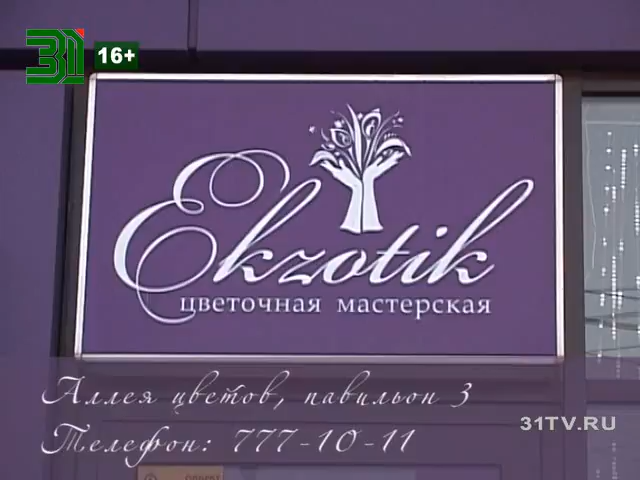 31
16+
Ekzotik
цветочная мастерская
Аллея цветов, павильон 3
Телефон: 777-10-11
31TV.RU